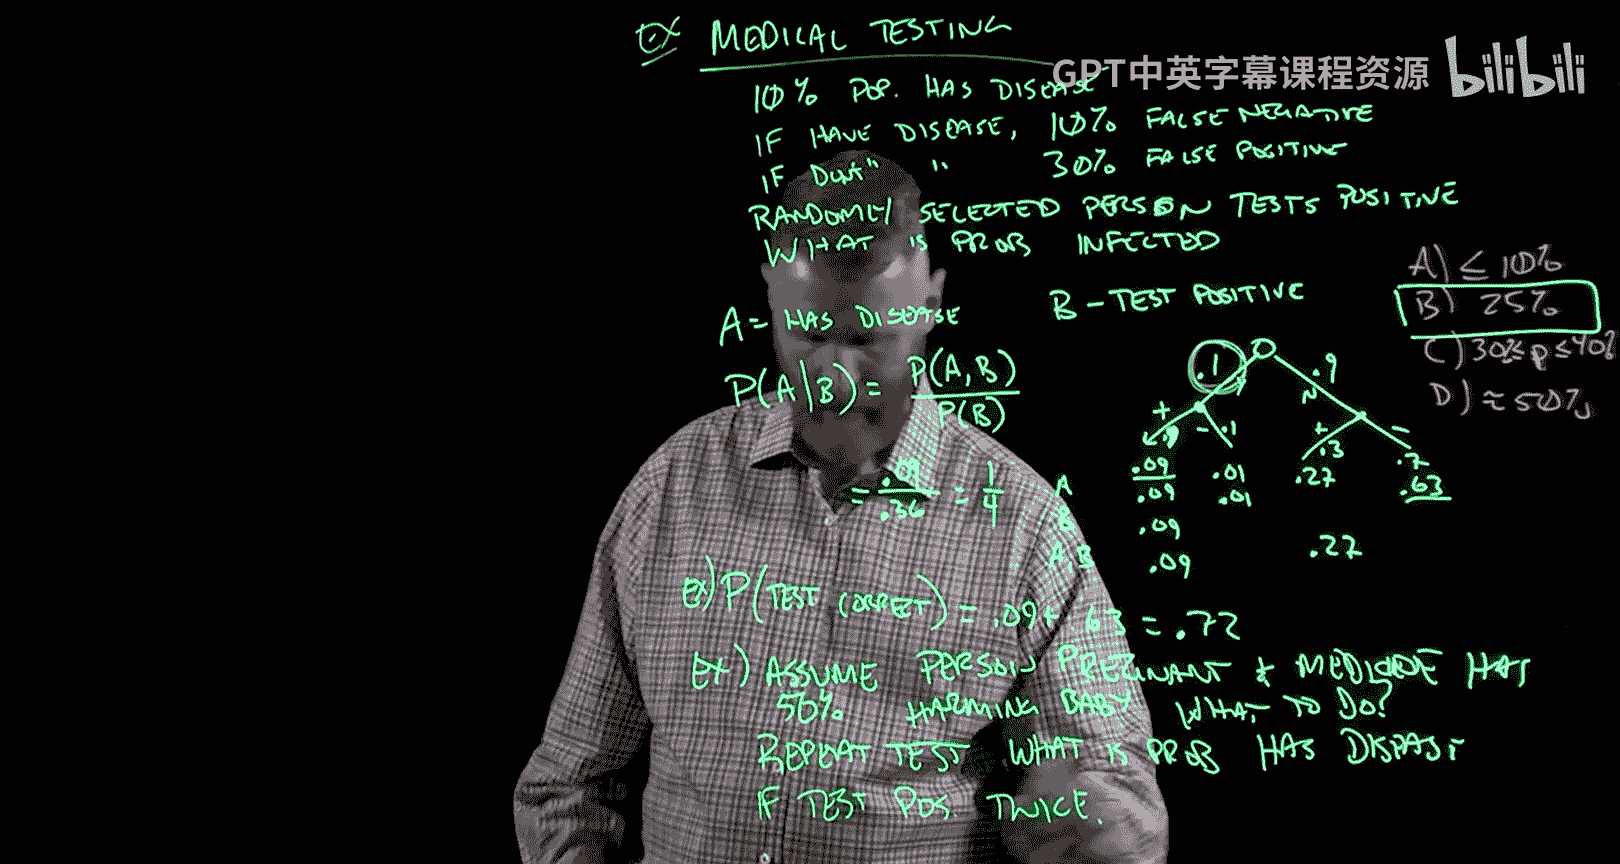 EX MEDICAL TESTING
GPT中英字幕课程资源 bilibili
10% POP. HAS DISEASE
IF HAVE DISEASE, 10% FALSE NEGATIVE
IF DON'T " " 30% FALSE POSITIVE
RANDOMLY SELECTED PERSON TESTS POSITIVE
WHAT IS PROB INFECTED
A) ≤ 10%
B) 25%
C) 30≤ p ≤40%
D) ≈ 50%
A = HAS DISEASE
B - TEST POSITIVE
P(A|B) = P(A,B) / P(B)
= .09 / .36 = 1/4
.1 .9
+ .9 - .1 + .3 - .7
.09 .01 .27 .63
A .09 .01
B .09 .27
A,B .09
EX) P(TEST CORRECT) = .09 + .63 = .72
EX) ASSUME PERSON PREGNANT & MEDICINE HAS
50% HARMING BABY WHAT TO DO?
REPEAT TEST. WHAT IS PROB HAS DISEASE
IF TEST POS. TWICE.